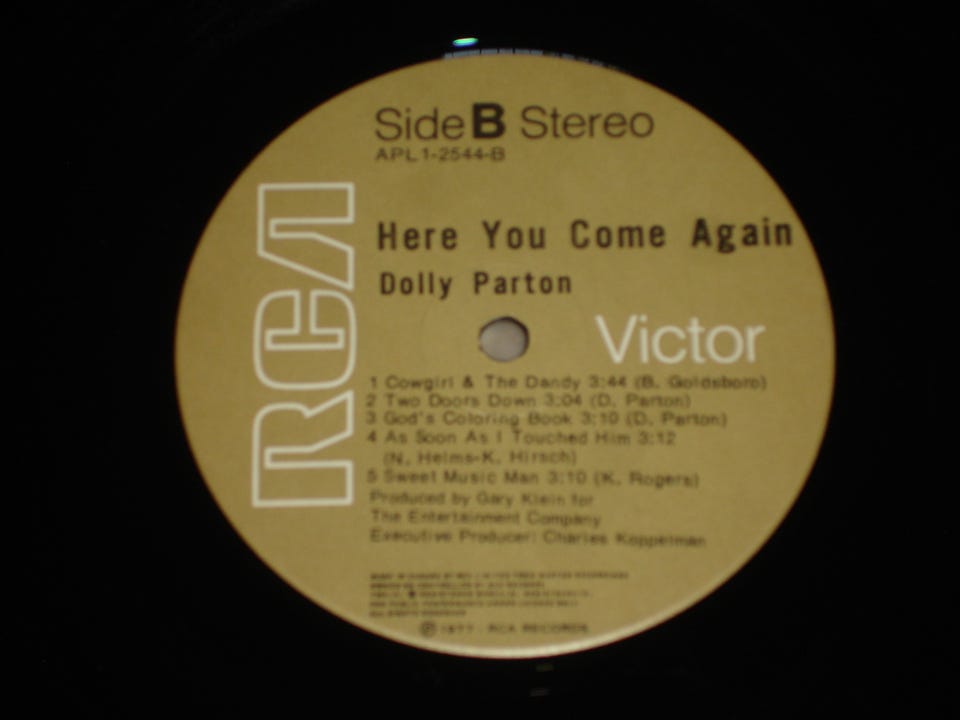 Side B Stereo
APL1-2544-B
Here You Come Again
Dolly Parton
RCA
Victor
1 Cowgirl & The Dandy 3:44 (B. Goldsboro)
2 Two Doors Down 3:04 (D. Parton)
3 God's Coloring Book 3:10 (D. Parton)
4 As Soon As I Touched Him 3:12
(N. Helms-K. Hirsch)
5 Sweet Music Man 3:10 (K. Rogers)
Produced by Gary Klein for
The Entertainment Company
Executive Producer: Charles Koppelman
℗ 1977 · RCA RECORDS